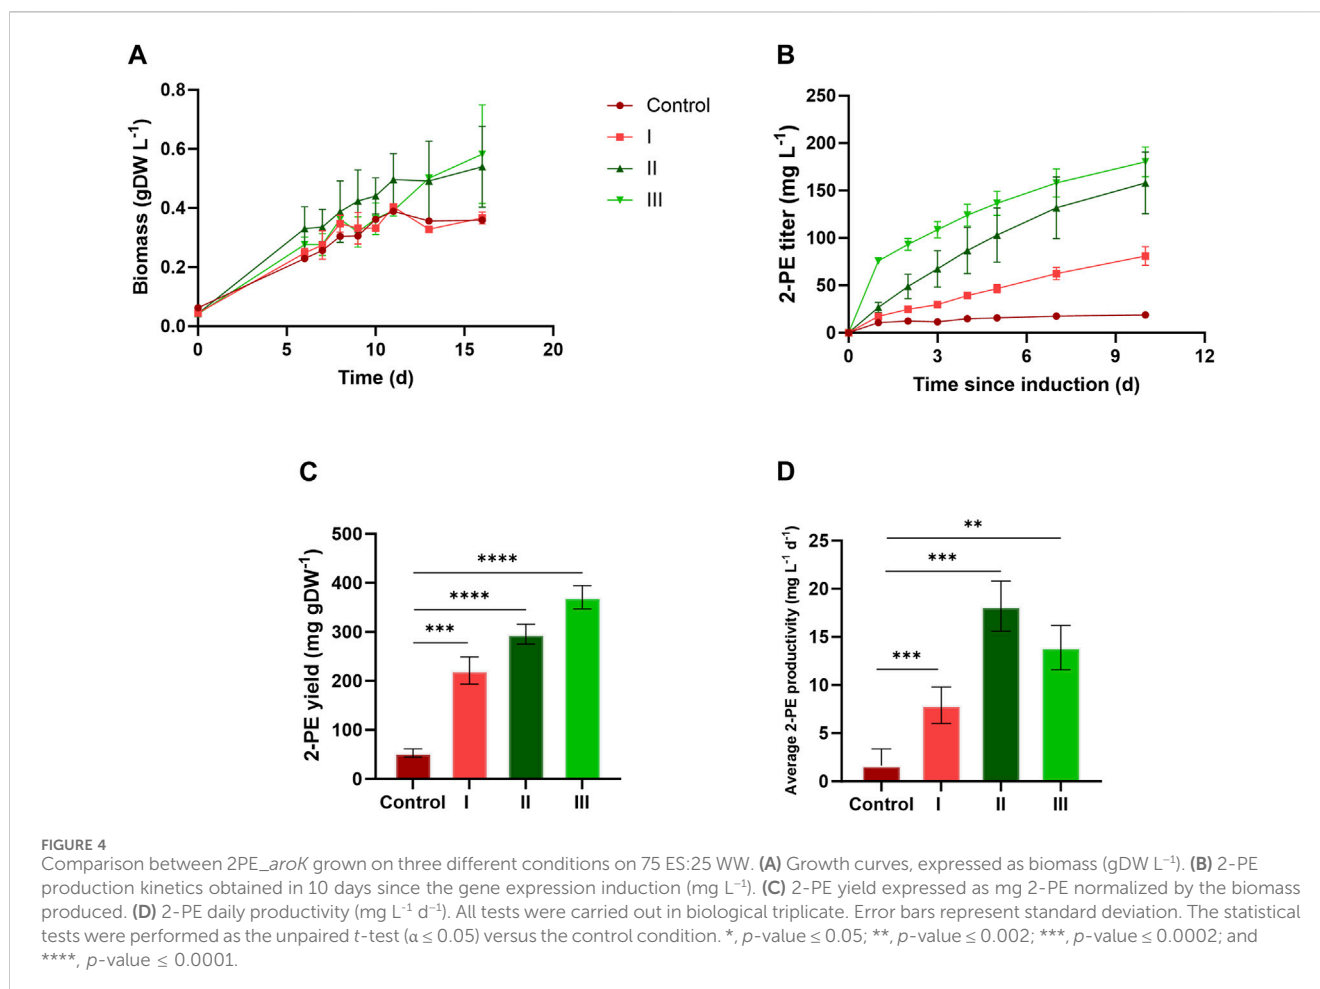 A
Biomass (gDW L⁻¹)
0.8
0.6
0.4
0.2
0.0
0 5 10 15 20
Time (d)
Control
I
II
III
B
2-PE titer (mg L⁻¹)
250
200
150
100
50
0
0 3 6 9 12
Time since induction (d)
C
2-PE yield (mg gDW⁻¹)
500
400
300
200
100
0
****
****
***
Control I II III
D
Average 2-PE productivity (mg L⁻¹ d⁻¹)
25
20
15
10
5
0
**
***
***
Control I II III
FIGURE 4
Comparison between 2PE_aroK grown on three different conditions on 75 ES:25 WW. (A) Growth curves, expressed as biomass (gDW L⁻¹). (B) 2-PE
production kinetics obtained in 10 days since the gene expression induction (mg L⁻¹). (C) 2-PE yield expressed as mg 2-PE normalized by the biomass
produced. (D) 2-PE daily productivity (mg L⁻¹ d⁻¹). All tests were carried out in biological triplicate. Error bars represent standard deviation. The statistical
tests were performed as the unpaired t-test (α ≤ 0.05) versus the control condition. *, p-value ≤ 0.05; **, p-value ≤ 0.002; ***, p-value ≤ 0.0002; and
****, p-value ≤ 0.0001.